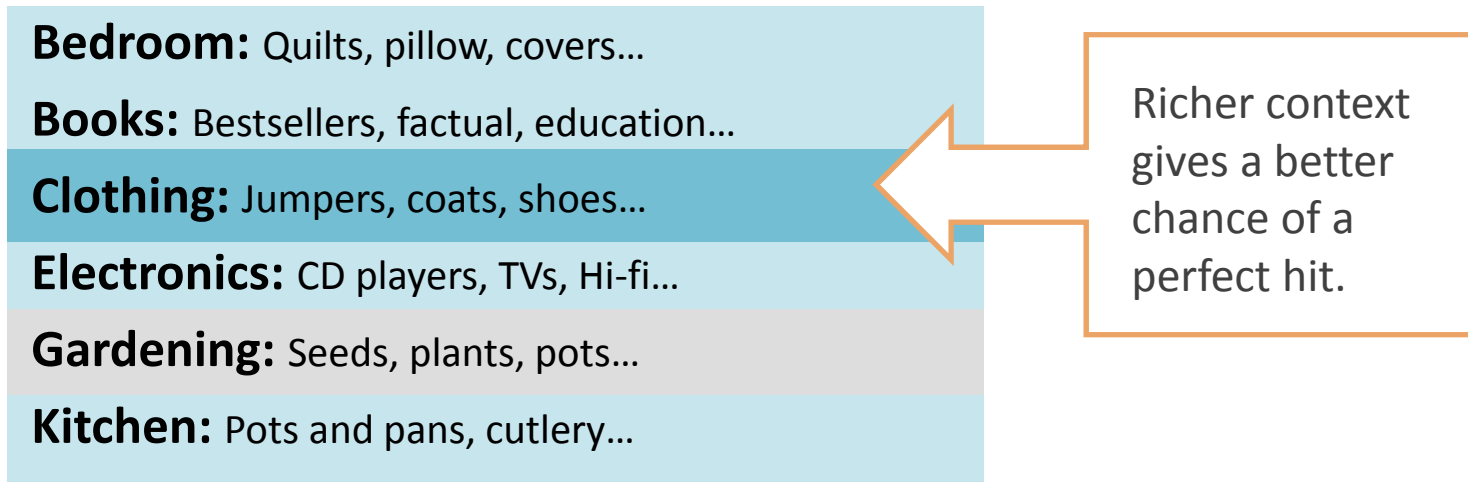 Bedroom: Quilts, pillow, covers…
Books: Bestsellers, factual, education…
Clothing: Jumpers, coats, shoes…
Electronics: CD players, TVs, Hi-fi…
Gardening: Seeds, plants, pots…
Kitchen: Pots and pans, cutlery…
Richer context
gives a better
chance of a
perfect hit.